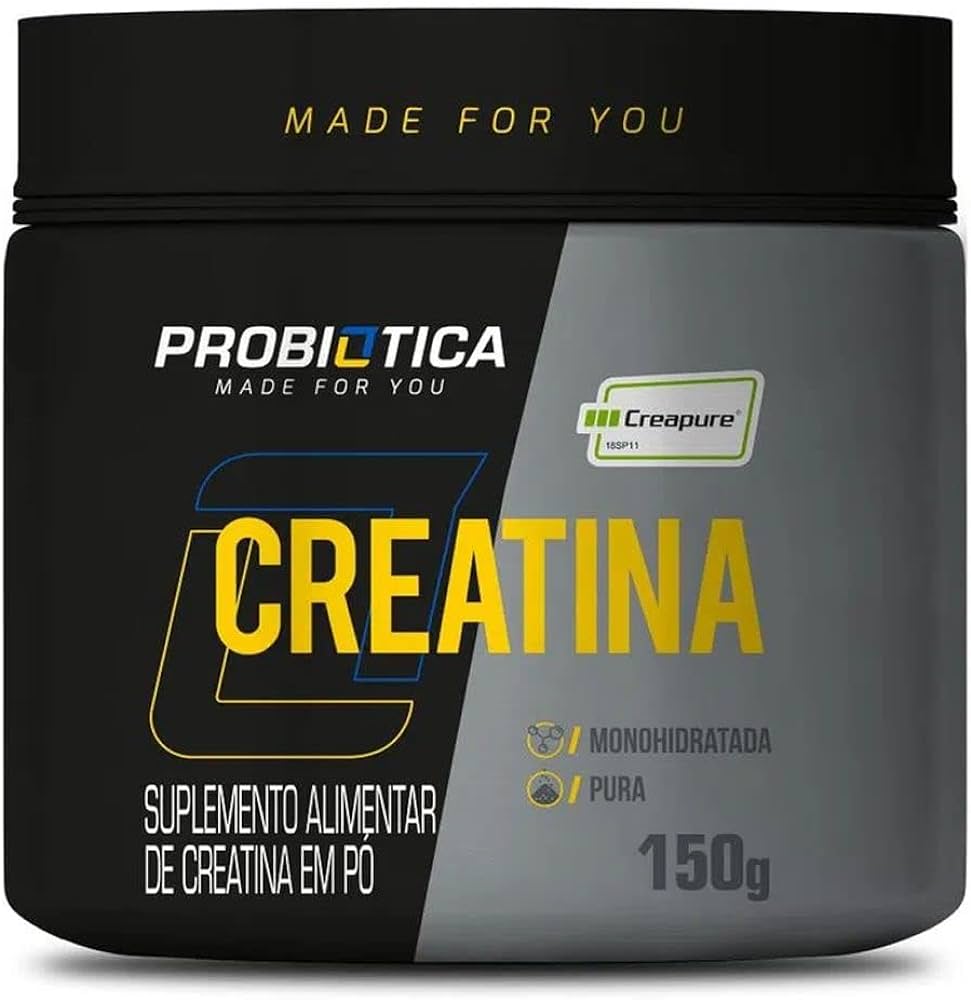 MADE FOR YOU
PROBIOTICA
MADE FOR YOU
Creapure®
18SP11
CREATINA
MONOHIDRATADA
PURA
SUPLEMENTO ALIMENTAR
DE CREATINA EM PÓ
150g